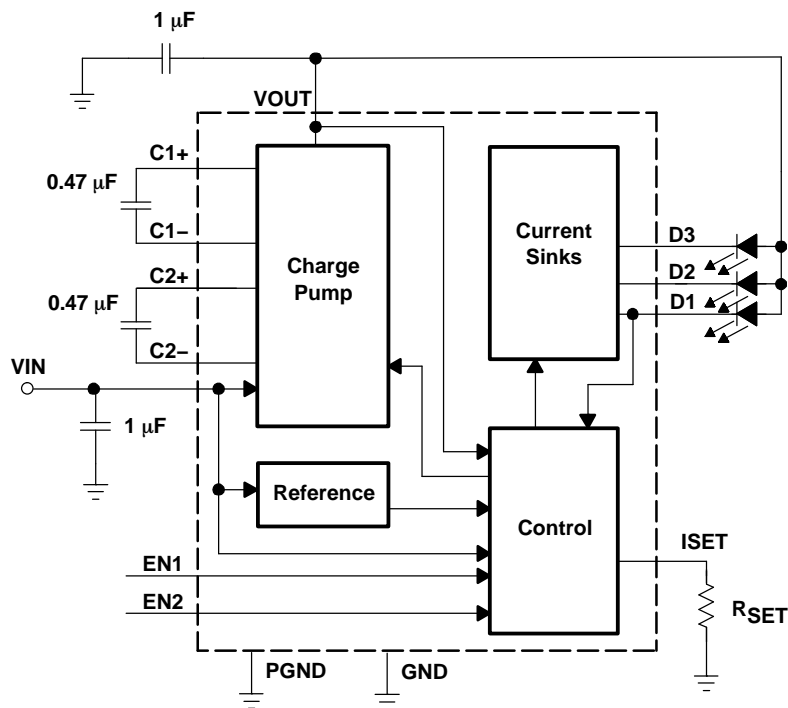 1 μF
VOUT
C1+
0.47 μF
C1−
C2+
0.47 μF
C2−
VIN
1 μF
Charge
Pump
Current
Sinks
D3
D2
D1
Reference
Control
EN1
EN2
ISET
RSET
PGND
GND